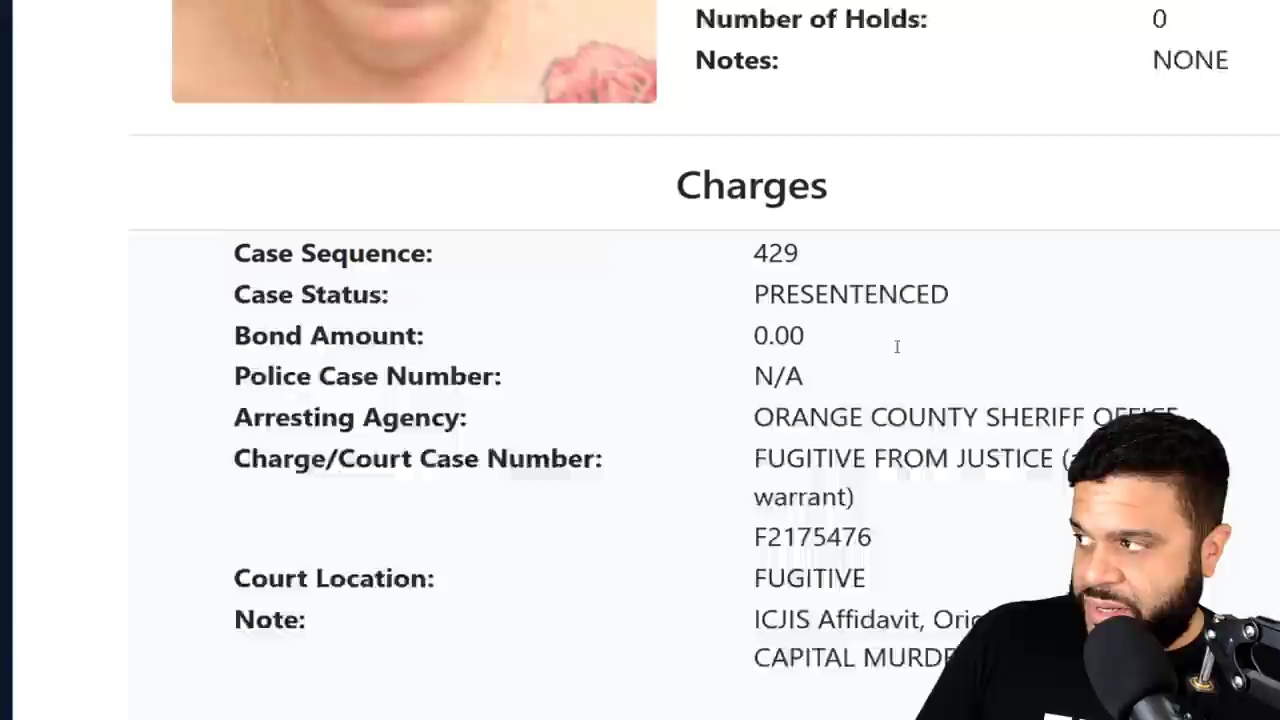 Number of Holds: 0
Notes: NONE
Charges
Case Sequence: 429
Case Status: PRESENTENCED
Bond Amount: 0.00
Police Case Number: N/A
Arresting Agency: ORANGE COUNTY SHERIFF OFFICE
Charge/Court Case Number: FUGITIVE FROM JUSTICE (
warrant)
F2175476
Court Location: FUGITIVE
Note: ICJIS Affidavit,
CAPITAL